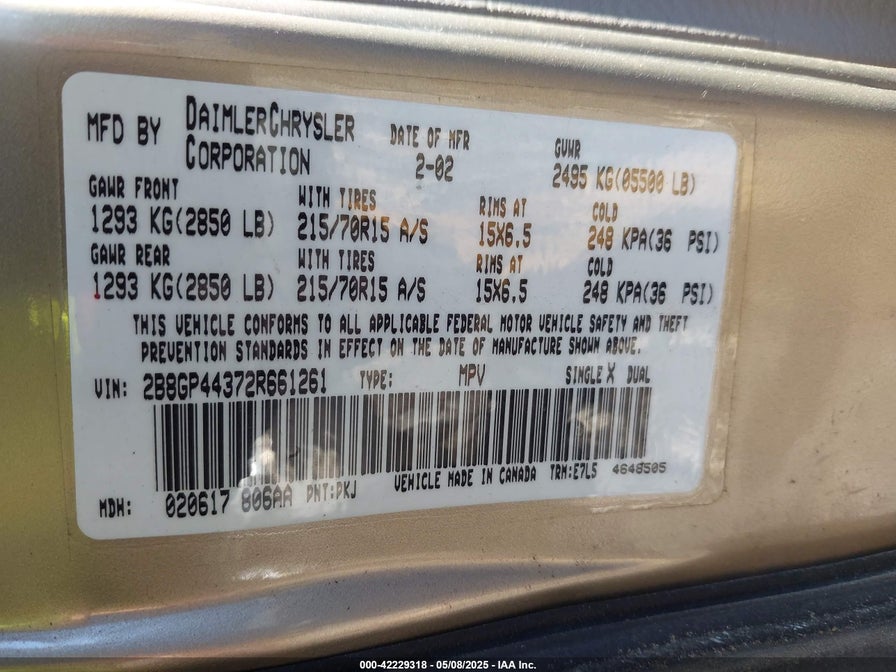 MFD BY DAIMLERCHRYSLER CORPORATION DATE OF MFR 2-02 GVWR 2495 KG(05500 LB)
GAWR FRONT WITH TIRES RIMS AT COLD
1293 KG(2850 LB) 215/70R15 A/S 15X6.5 248 KPA(36 PSI)
GAWR REAR WITH TIRES RIMS AT COLD
1293 KG(2850 LB) 215/70R15 A/S 15X6.5 248 KPA(36 PSI)
THIS VEHICLE CONFORMS TO ALL APPLICABLE FEDERAL MOTOR VEHICLE SAFETY AND THEFT
PREVENTION STANDARDS IN EFFECT ON THE DATE OF MANUFACTURE SHOWN ABOVE.
VIN: 2B8GP44372R661261 TYPE: MPV SINGLE X DUAL
MDH: 020617 806AA PNT:PKJ VEHICLE MADE IN CANADA TRM:E7L5 4648505
000-42229318 - 05/08/2025 - IAA Inc.